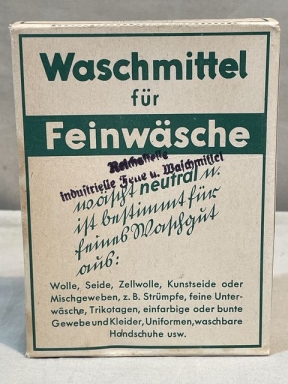 Waschmittel
für
Feinwäsche
Reichsstelle
industrielle Fette u. Waschmittel
wäscht neutral u.
ist bestimmt für
feines Waschgut
aus:
Wolle, Seide, Zellwolle, Kunstseide oder
Mischgeweben, z. B. Strümpfe, feine Unter-
wäsche, Trikotagen, einfarbige oder bunte
Gewebe und Kleider, Uniformen, waschbare
Handschuhe usw.